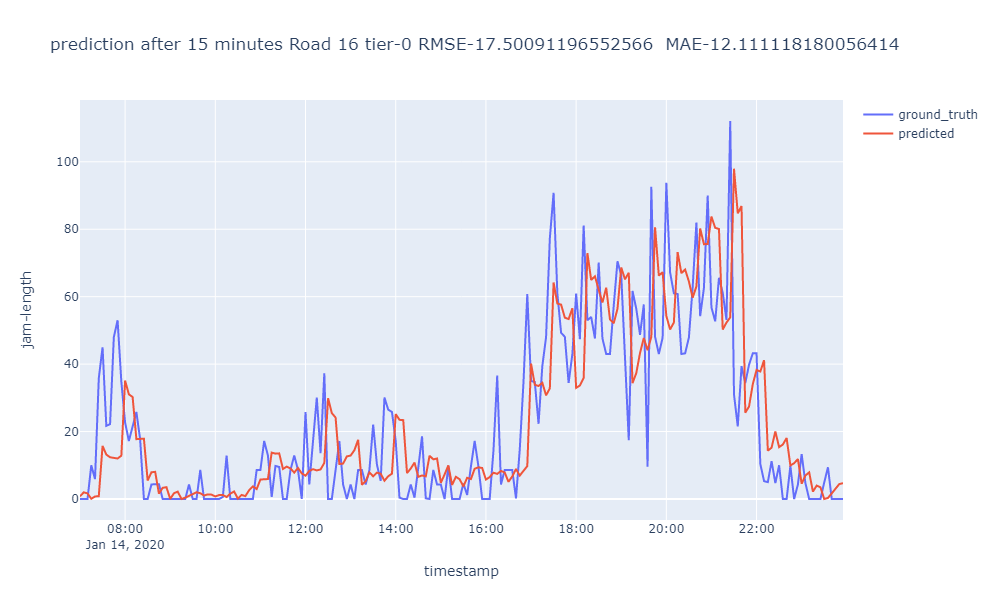 prediction after 15 minutes Road 16 tier-0 RMSE-17.50091196552566  MAE-12.111118180056414
ground_truth
predicted
100
80
60
40
20
0
jam-length
08:00 10:00 12:00 14:00 16:00 18:00 20:00 22:00
Jan 14, 2020
timestamp